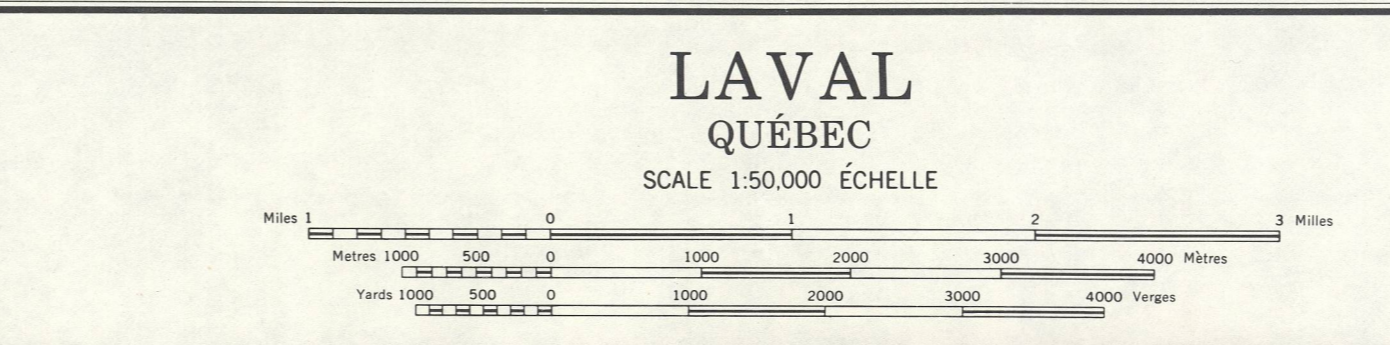 LAVAL
QUÉBEC
SCALE 1:50,000 ÉCHELLE
Miles 1 0 1 2 3 Milles
Metres 1000 500 0 1000 2000 3000 4000 Mètres
Yards 1000 500 0 1000 2000 3000 4000 Verges